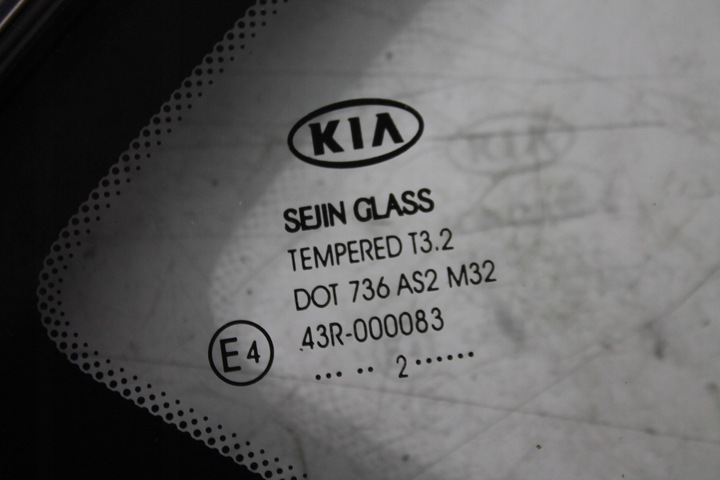 KIA
SEJIN GLASS
TEMPERED T3.2
DOT 736 AS2 M32
43R-000083
E4
... .. 2 ......